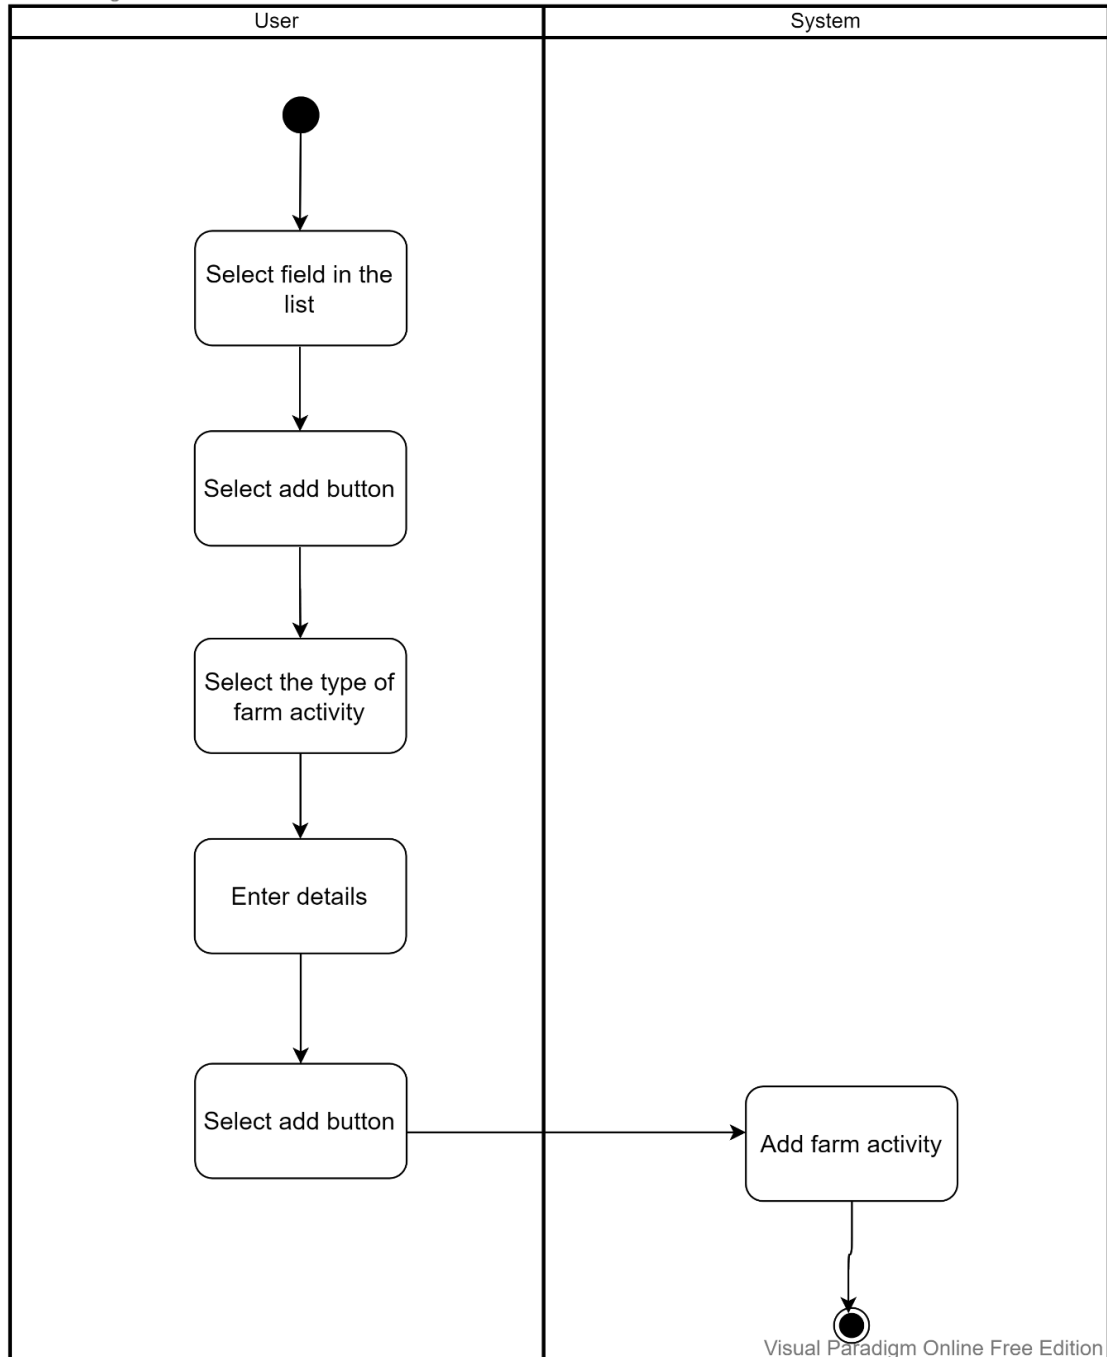 User
System
Select field in the
list
Select add button
Select the type of
farm activity
Enter details
Select add button
Add farm activity
Visual Paradigm Online Free Edition